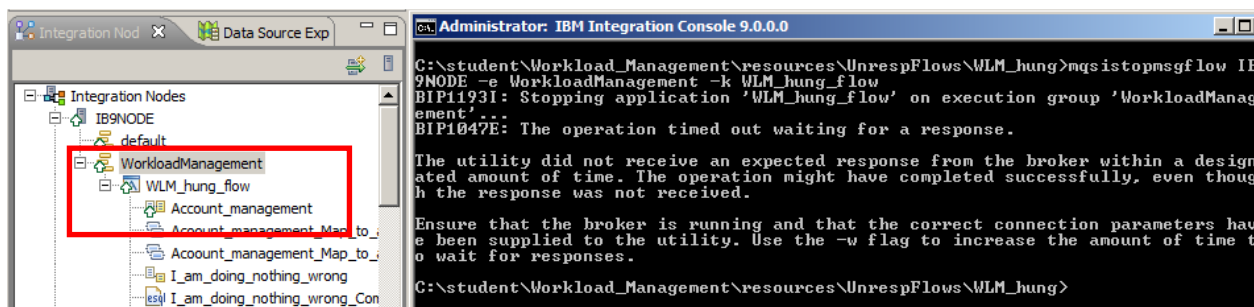 Integration Nod
Data Source Exp
Integration Nodes
IB9NODE
default
WorkloadManagement
WLM_hung_flow
Account_management
Acoount_management_Map_to_
Account_management_Map_to_
I_am_doing_nothing_wrong
esql I_am_doing_nothing_wrong_Con
Administrator: IBM Integration Console 9.0.0.0
C:\student\Workload_Management\resources\UnrespFlows\WLM_hung>mqsistopmsgflow IB
9NODE -e WorkloadManagement -k WLM_hung_flow
BIP1193I: Stopping application 'WLM_hung_flow' on execution group 'WorkloadManag
ement'...
BIP1047E: The operation timed out waiting for a response.
The utility did not receive an expected response from the broker within a design
ated amount of time. The operation might have completed successfully, even thoug
h the response was not received.
Ensure that the broker is running and that the correct connection parameters hav
e been supplied to the utility. Use the -w flag to increase the amount of time t
o wait for responses.
C:\student\Workload_Management\resources\UnrespFlows\WLM_hung>